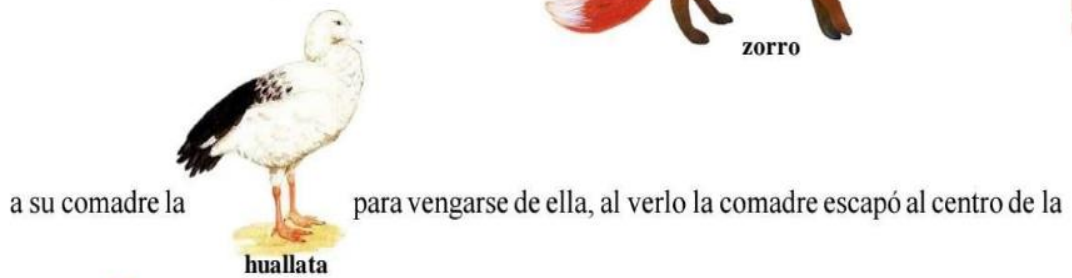 zorro
a su comadre la para vengarse de ella, al verlo la comadre escapó al centro de la
huallata